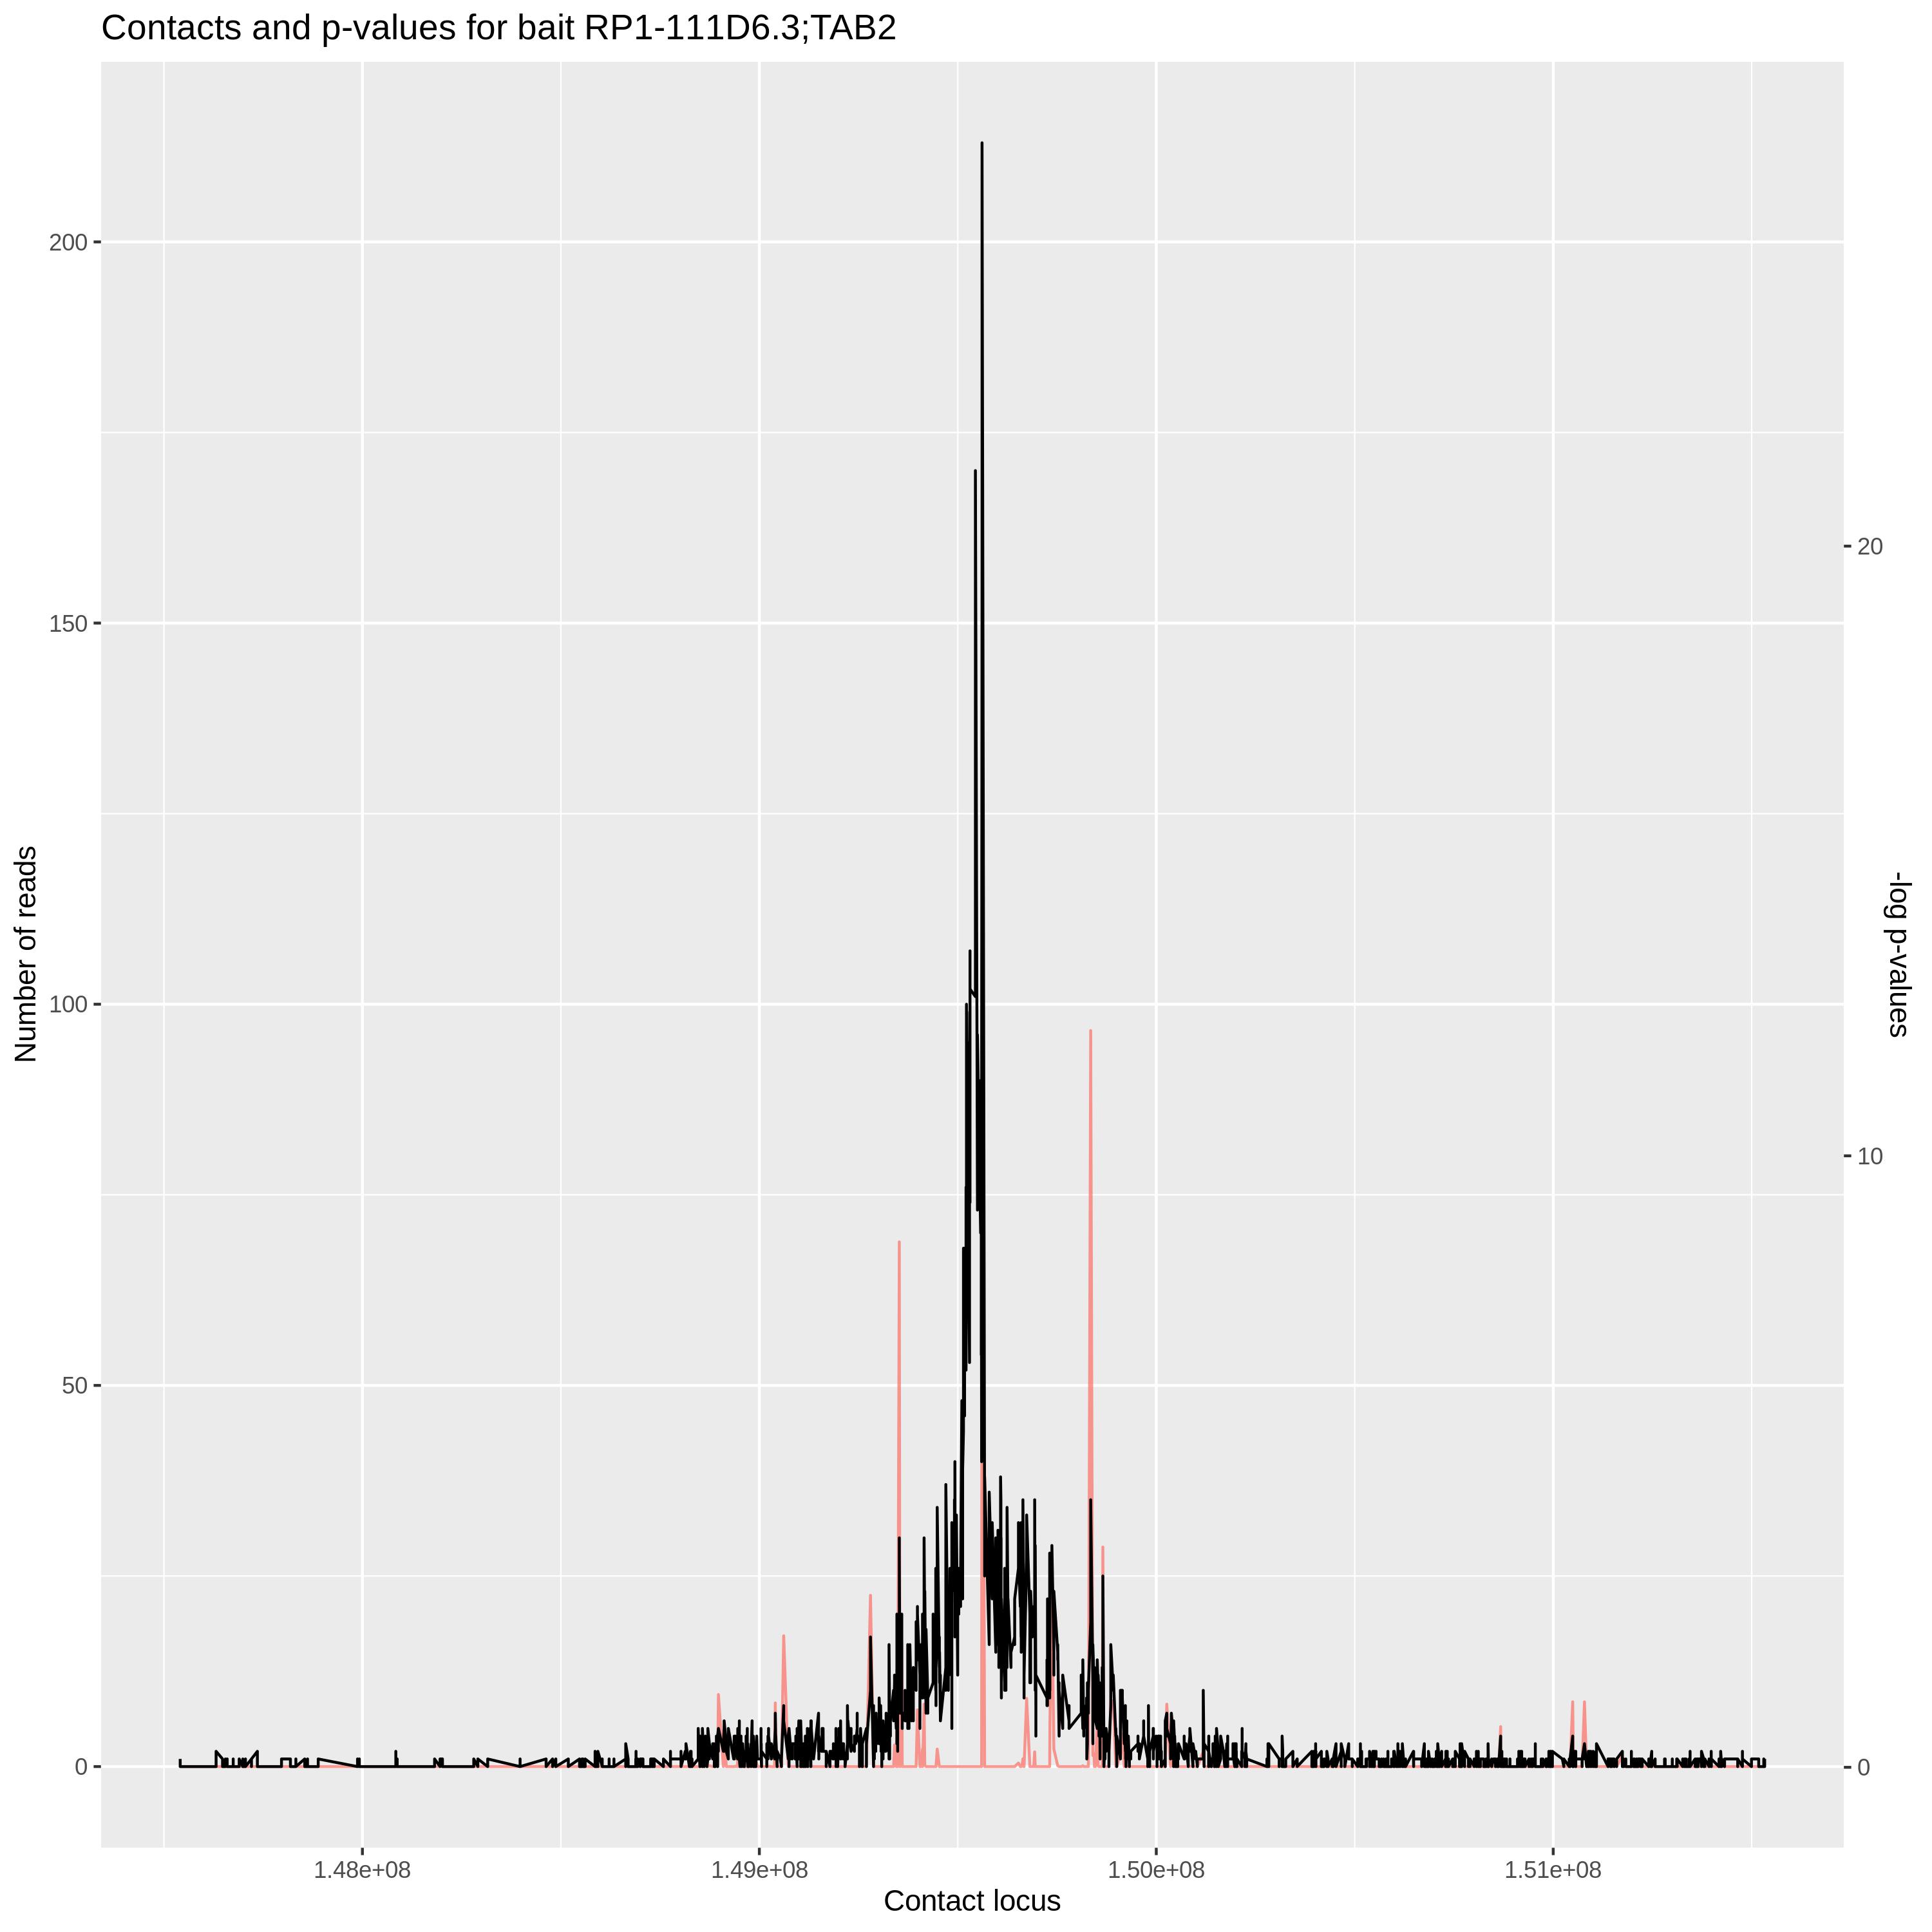 Contacts and p-values for bait RP1-111D6.3;TAB2
200
150
100
50
0
Number of reads
20
10
0
-log p-values
1.48e+08
1.49e+08
1.50e+08
1.51e+08
Contact locus